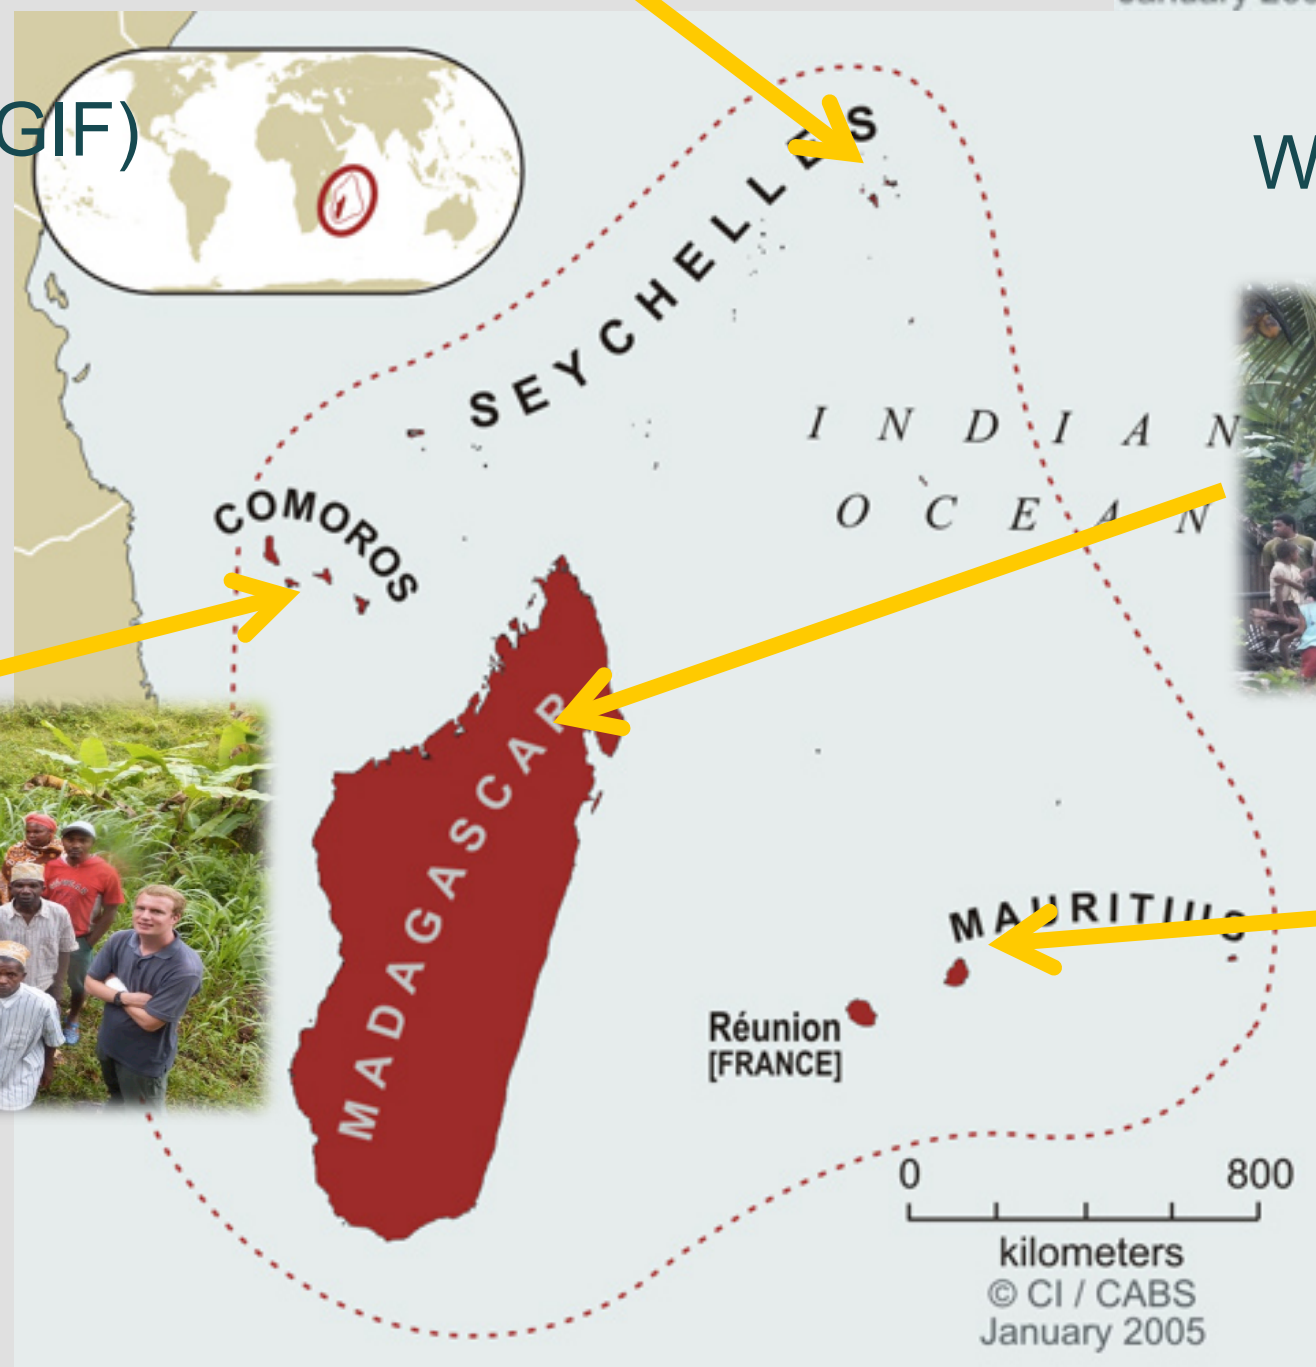 GIF)
W
SEYCHELLES
INDIAN
OCEAN
COMOROS
MADAGASCAR
MAURITIUS
Réunion
[FRANCE]
0 800
kilometers
© CI / CABS
January 2005